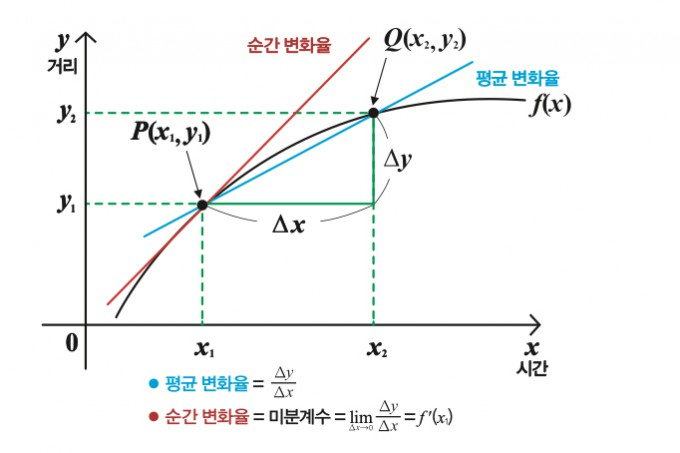 y
거리
순간 변화율
Q(x₂, y₂)
평균 변화율
y₂
f(x)
P(x₁, y₁)
Δy
y₁
Δx
0
x₁
x₂
x
시간
● 평균 변화율 = Δy/Δx
● 순간 변화율 = 미분계수 = lim Δx→0 Δy/Δx = f′(x₁)